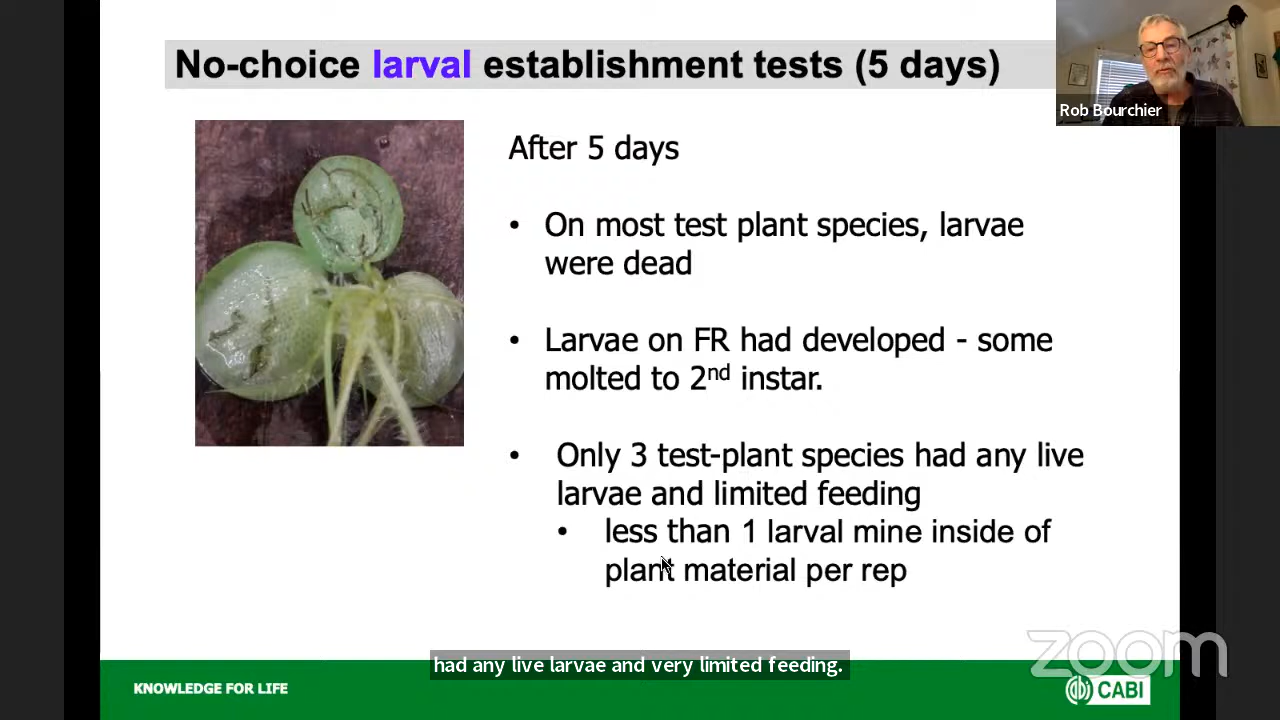 No-choice larval establishment tests (5 days)
Rob Bourchier
After 5 days
• On most test plant species, larvae
were dead
• Larvae on FR had developed - some
molted to 2nd instar.
• Only 3 test-plant species had any live
larvae and limited feeding
• less than 1 larval mine inside of
plant material per rep
zoom
had any live larvae and very limited feeding.
KNOWLEDGE FOR LIFE
CABI